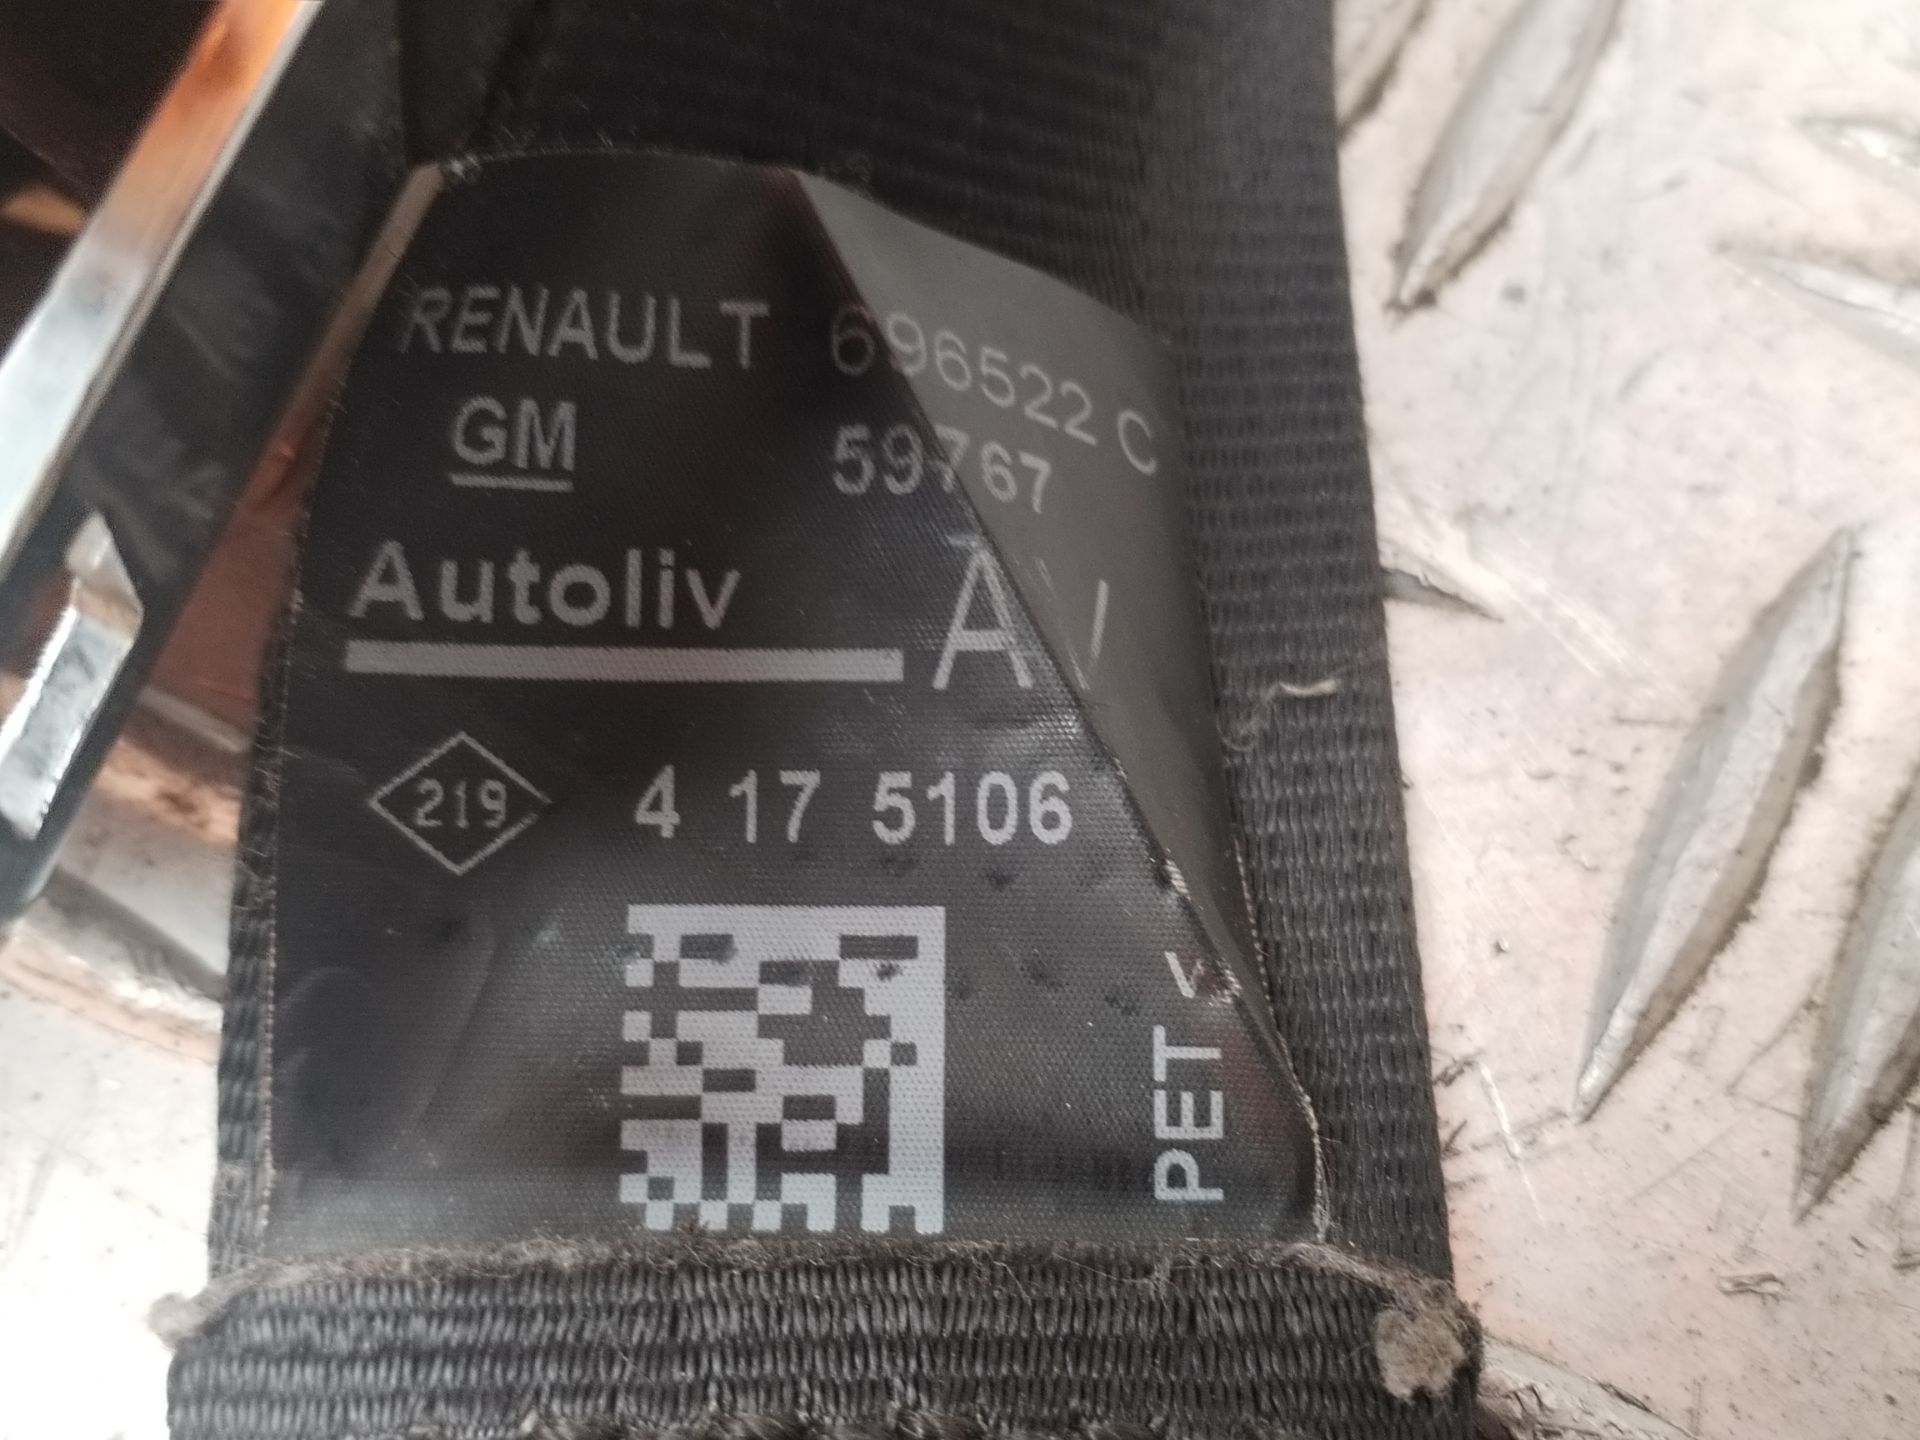 RENAULT 696522 C
GM 59767
Autoliv A
219 4 17 5106
PET <